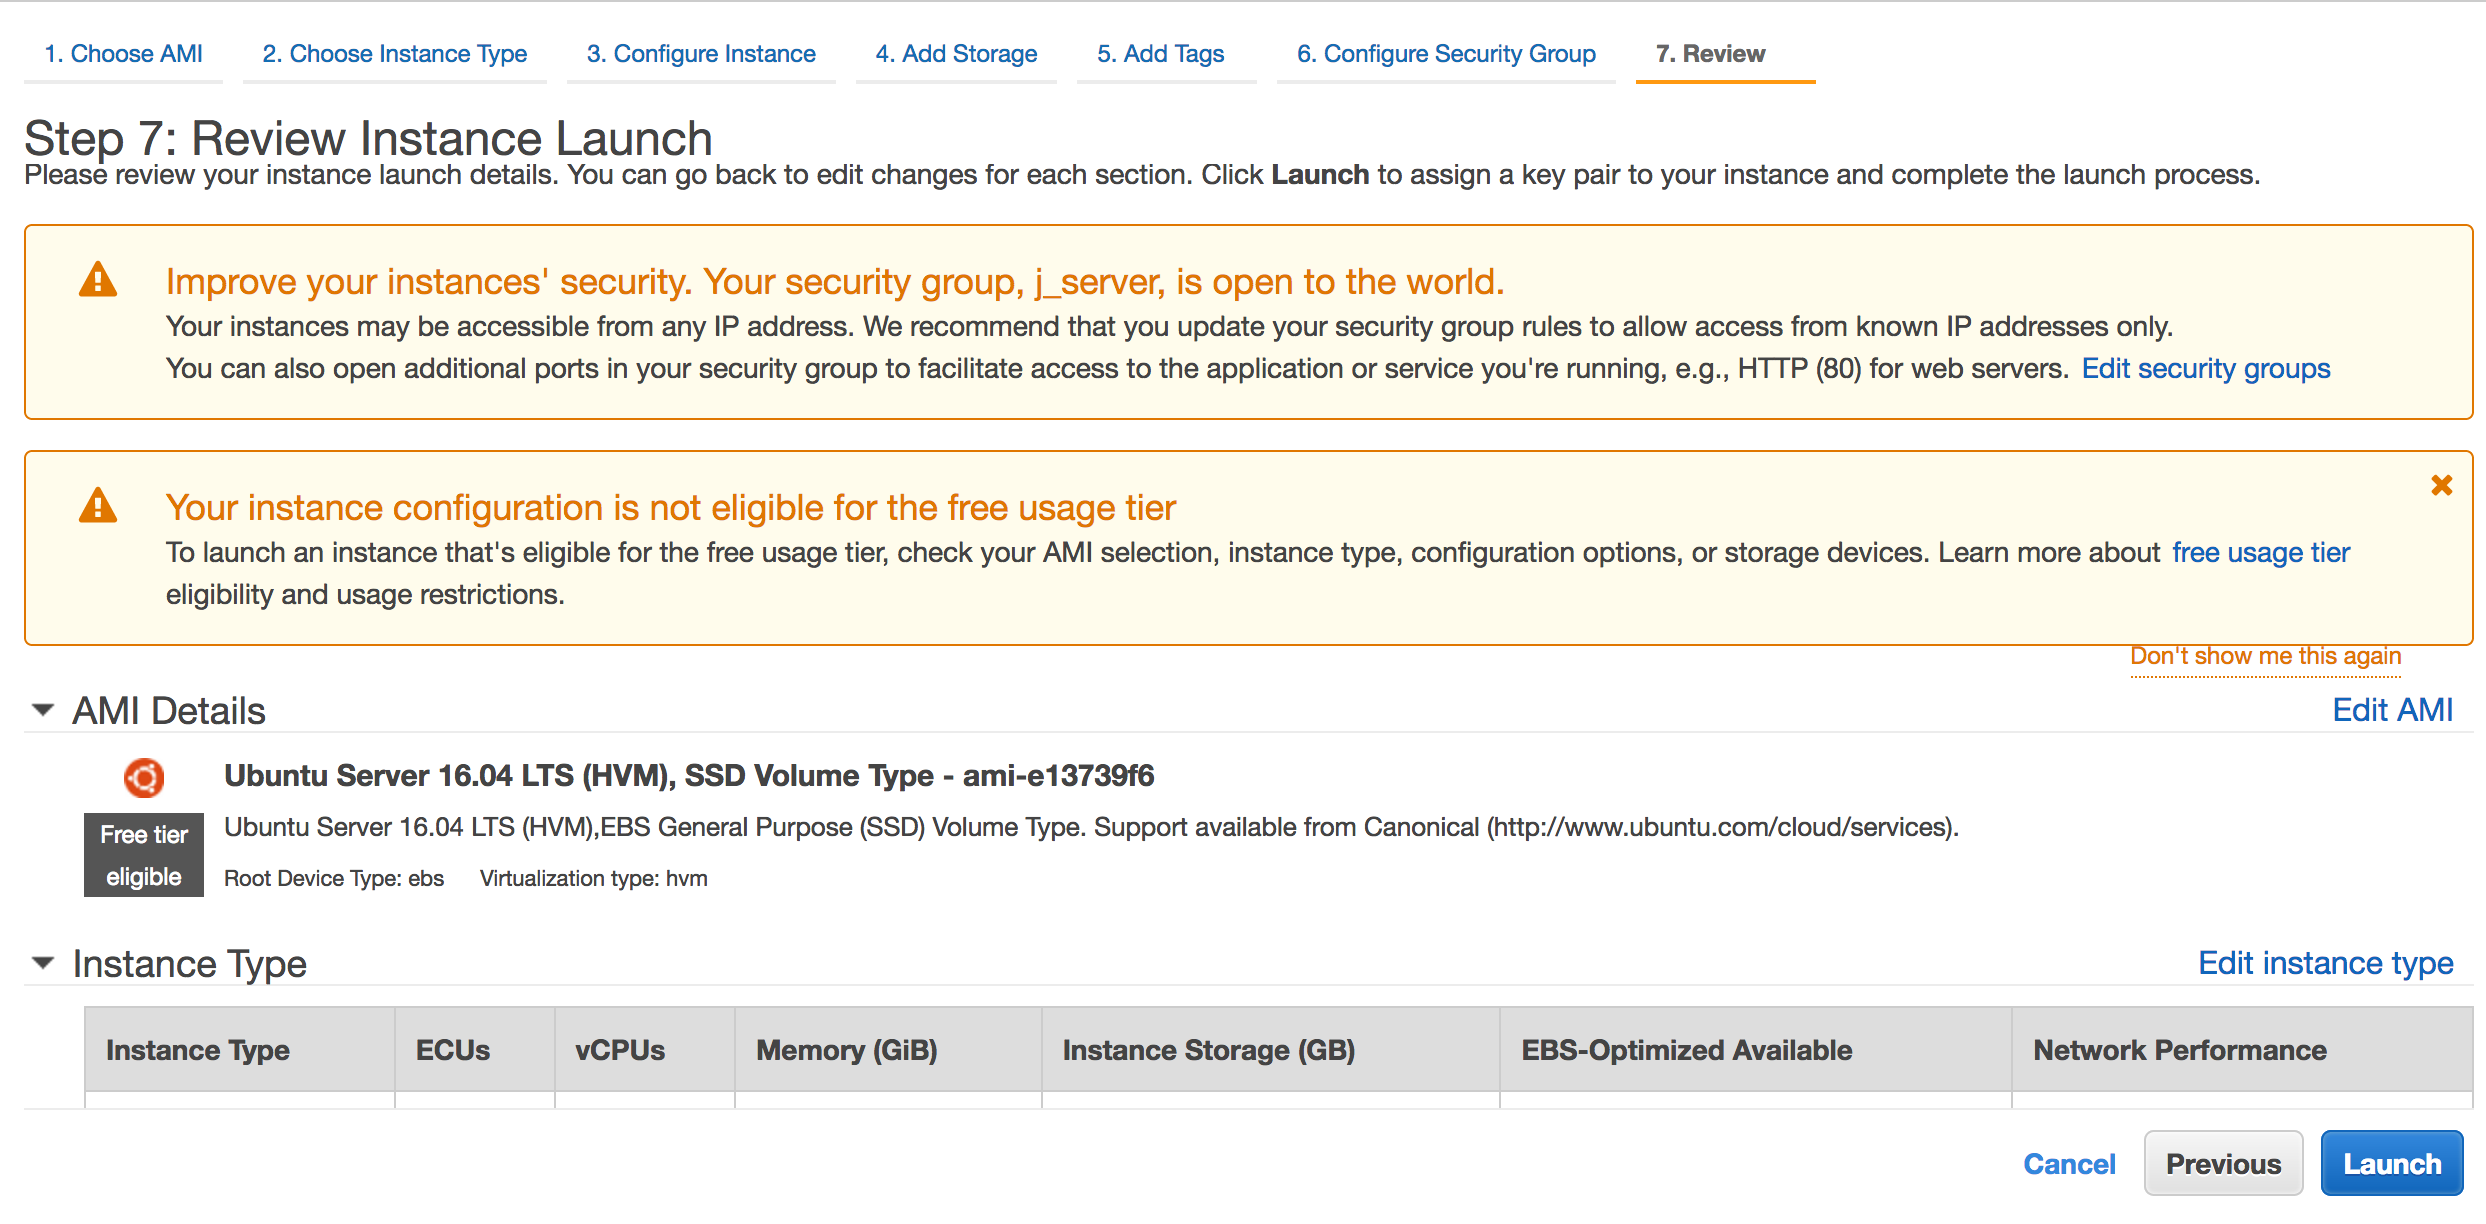 1. Choose AMI 2. Choose Instance Type 3. Configure Instance 4. Add Storage 5. Add Tags 6. Configure Security Group 7. Review
Step 7: Review Instance Launch
Please review your instance launch details. You can go back to edit changes for each section. Click Launch to assign a key pair to your instance and complete the launch process.
Improve your instances' security. Your security group, j_server, is open to the world.
Your instances may be accessible from any IP address. We recommend that you update your security group rules to allow access from known IP addresses only.
You can also open additional ports in your security group to facilitate access to the application or service you're running, e.g., HTTP (80) for web servers. Edit security groups
Your instance configuration is not eligible for the free usage tier
To launch an instance that's eligible for the free usage tier, check your AMI selection, instance type, configuration options, or storage devices. Learn more about free usage tier
eligibility and usage restrictions.
Don't show me this again
AMI Details Edit AMI
Ubuntu Server 16.04 LTS (HVM), SSD Volume Type - ami-e13739f6
Free tier
eligible
Ubuntu Server 16.04 LTS (HVM),EBS General Purpose (SSD) Volume Type. Support available from Canonical (http://www.ubuntu.com/cloud/services).
Root Device Type: ebs Virtualization type: hvm
Instance Type Edit instance type
Instance Type ECUs vCPUs Memory (GiB) Instance Storage (GB) EBS-Optimized Available Network Performance
Cancel Previous Launch